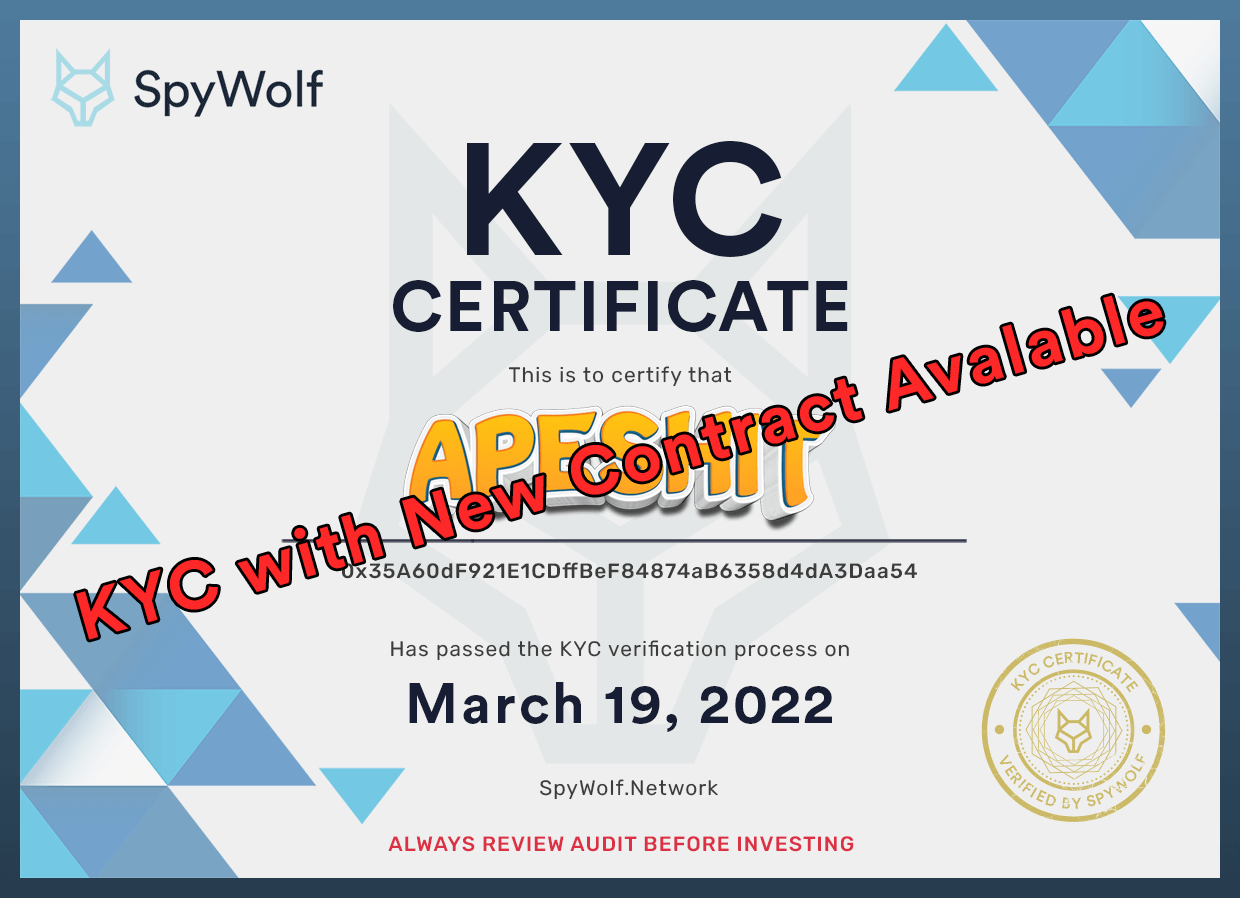 SpyWolf
KYC
CERTIFICATE
This is to certify that
APESHIT
KYC with New Contract Avalable
0x35A60dF921E1CDffBeF84874aB6358d4dA3Daa54
Has passed the KYC verification process on
March 19, 2022
SpyWolf.Network
ALWAYS REVIEW AUDIT BEFORE INVESTING
KYC CERTIFICATE
VERIFIED BY SPYWOLF